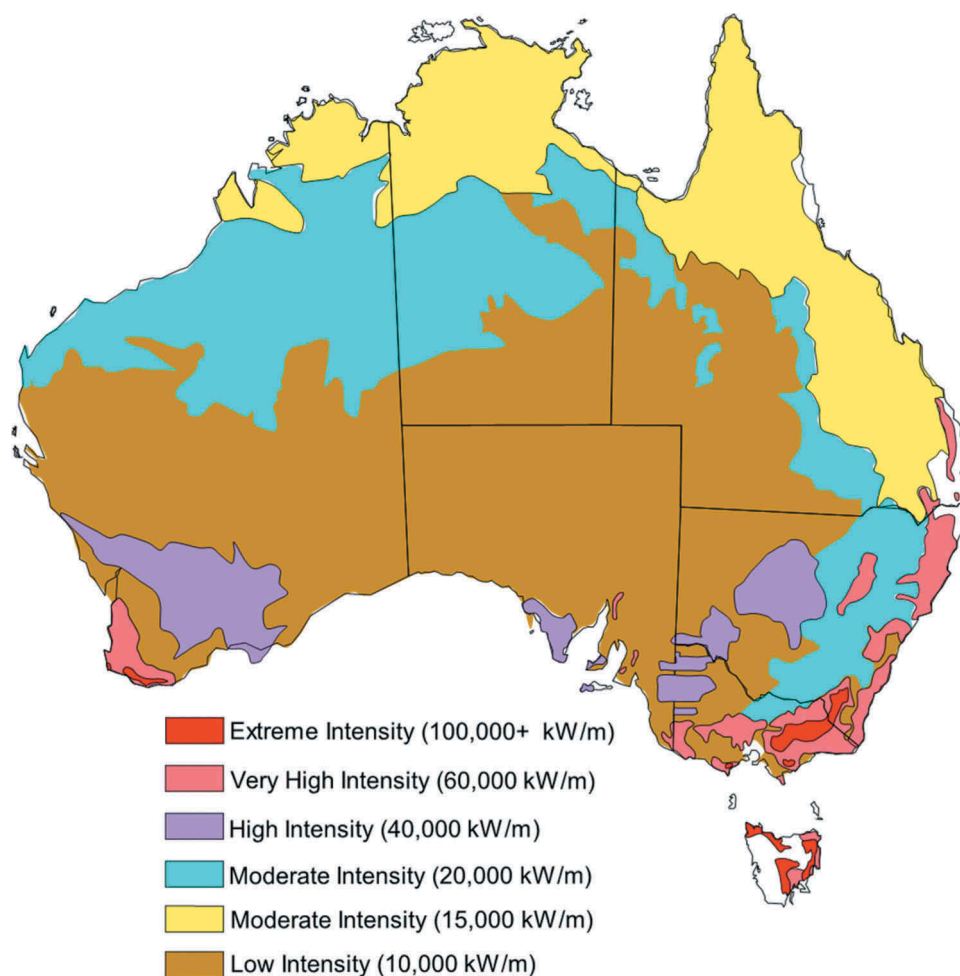 Extreme Intensity (100,000+ kW/m)
Very High Intensity (60,000 kW/m)
High Intensity (40,000 kW/m)
Moderate Intensity (20,000 kW/m)
Moderate Intensity (15,000 kW/m)
Low Intensity (10,000 kW/m)